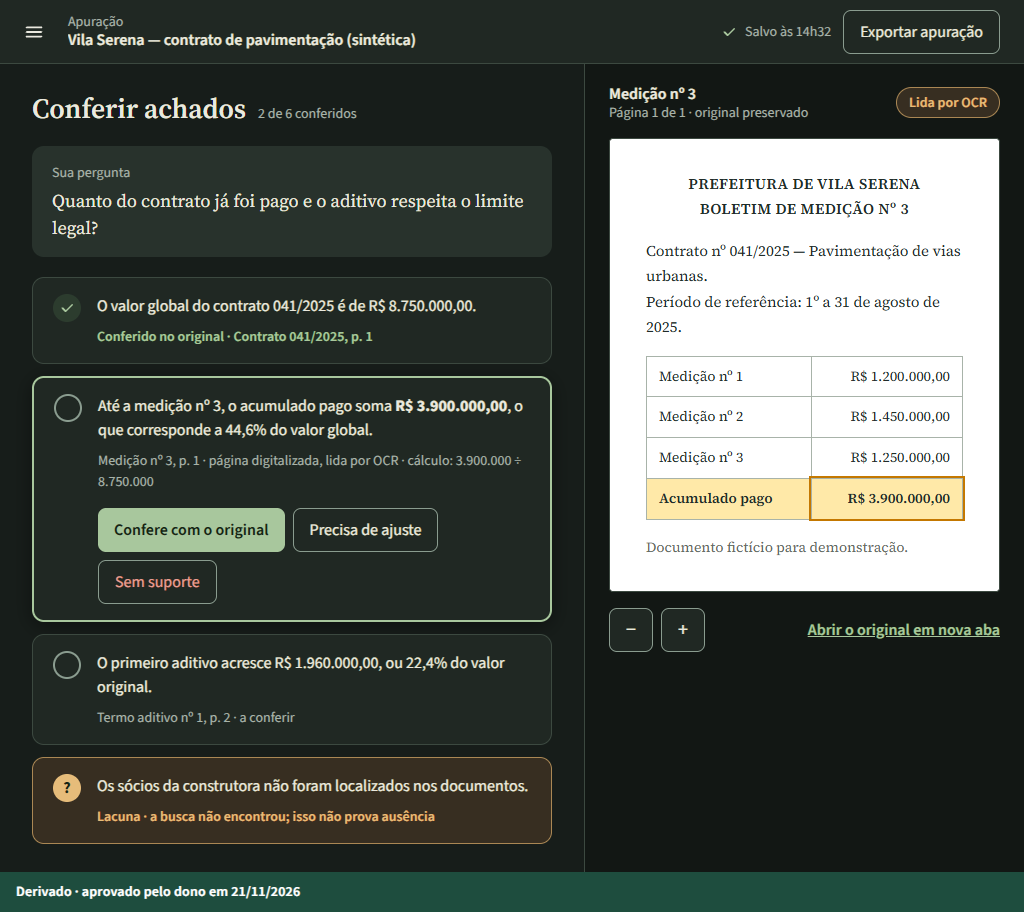 Apuração
Vila Serena — contrato de pavimentação (sintética)
Salvo às 14h32
Exportar apuração
Conferir achados
2 de 6 conferidos
Sua pergunta
Quanto do contrato já foi pago e o aditivo respeita o limite
legal?
O valor global do contrato 041/2025 é de R$ 8.750.000,00.
Conferido no original · Contrato 041/2025, p. 1
Até a medição nº 3, o acumulado pago soma R$ 3.900.000,00, o
que corresponde a 44,6% do valor global.
Medição nº 3, p. 1 · página digitalizada, lida por OCR · cálculo: 3.900.000 ÷
8.750.000
Confere com o original
Precisa de ajuste
Sem suporte
O primeiro aditivo acresce R$ 1.960.000,00, ou 22,4% do valor
original.
Termo aditivo nº 1, p. 2 · a conferir
?
Os sócios da construtora não foram localizados nos documentos.
Lacuna · a busca não encontrou; isso não prova ausência
Medição nº 3
Página 1 de 1 · original preservado
Lida por OCR
PREFEITURA DE VILA SERENA
BOLETIM DE MEDIÇÃO Nº 3
Contrato nº 041/2025 — Pavimentação de vias
urbanas.
Período de referência: 1º a 31 de agosto de
2025.
Medição nº 1 R$ 1.200.000,00
Medição nº 2 R$ 1.450.000,00
Medição nº 3 R$ 1.250.000,00
Acumulado pago R$ 3.900.000,00
Documento fictício para demonstração.
− +
Abrir o original em nova aba
Derivado · aprovado pelo dono em 21/11/2026